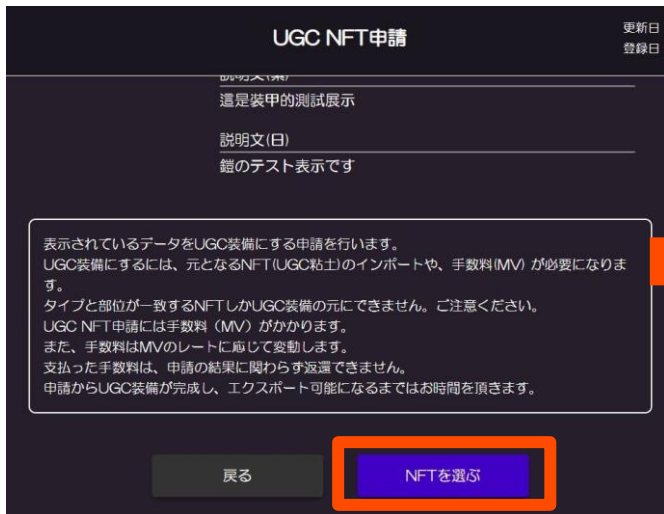 UGC NFT申請
更新日
登録日
這是裝甲的測試展示
説明文(日)
鎧のテスト表示です
表示されているデータをUGC装備にする申請を行います。
UGC装備にするには、元となるNFT(UGC粘土)のインポートや、手数料(MV) が必要になりま
す。
タイプと部位が一致するNFTしかUGC装備の元にできません。ご注意ください。
UGC NFT申請には手数料（MV）がかかります。
また、手数料はMVのレートに応じて変動します。
支払った手数料は、申請の結果に関わらず返還できません。
申請からUGC装備が完成し、エクスポート可能になるまではお時間を頂きます。
戻る
NFTを選ぶ